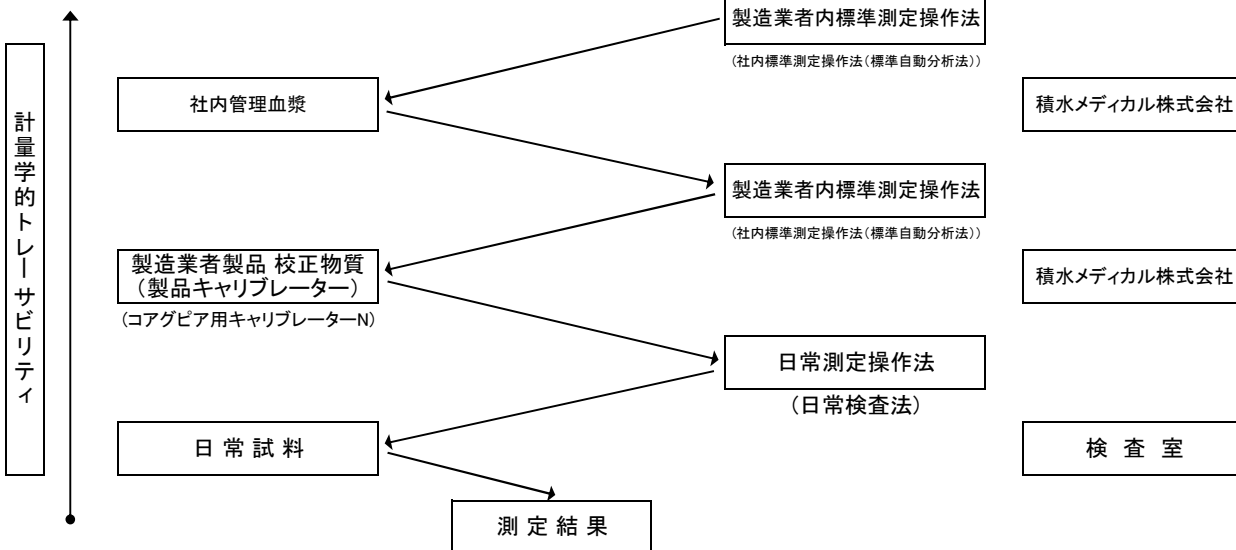 製造業者内標準測定操作法
(社内標準測定操作法(標準自動分析法))
社内管理血漿
積水メディカル株式会社
計量学的トレーサビリティ
製造業者内標準測定操作法
(社内標準測定操作法(標準自動分析法))
製造業者製品 校正物質
(製品キャリブレーター)
(コアグピア用キャリブレーターN)
積水メディカル株式会社
日常測定操作法
(日常検査法)
日常試料
検査室
測定結果